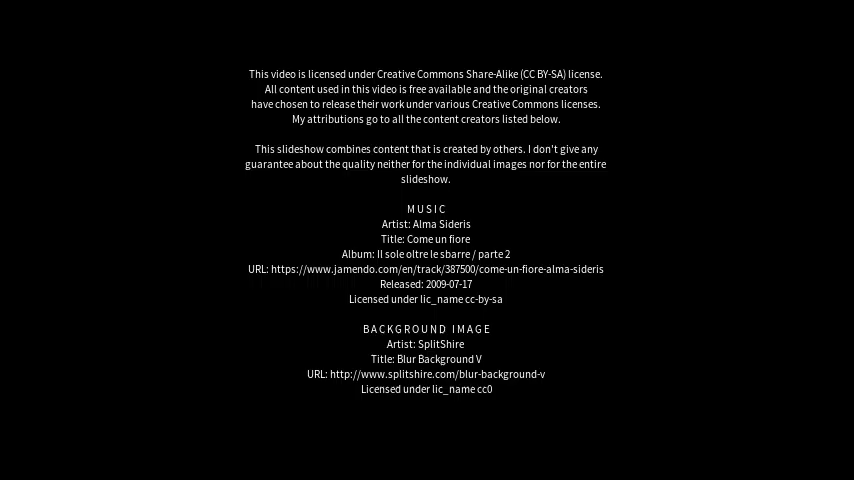 This video is licensed under Creative Commons Share-Alike (CC BY-SA) license.
All content used in this video is free available and the original creators
have chosen to release their work under various Creative Commons licenses.
My attributions go to all the content creators listed below.
This slideshow combines content that is created by others. I don't give any
guarantee about the quality neither for the individual images nor for the entire
slideshow.
MUSIC
Artist: Alma Sideris
Title: Come un fiore
Album: Il sole oltre le sbarre / parte 2
URL: https://www.jamendo.com/en/track/387500/come-un-fiore-alma-sideris
Released: 2009-07-17
Licensed under lic_name cc-by-sa
BACKGROUND IMAGE
Artist: SplitShire
Title: Blur Background V
URL: http://www.splitshire.com/blur-background-v
Licensed under lic_name cc0